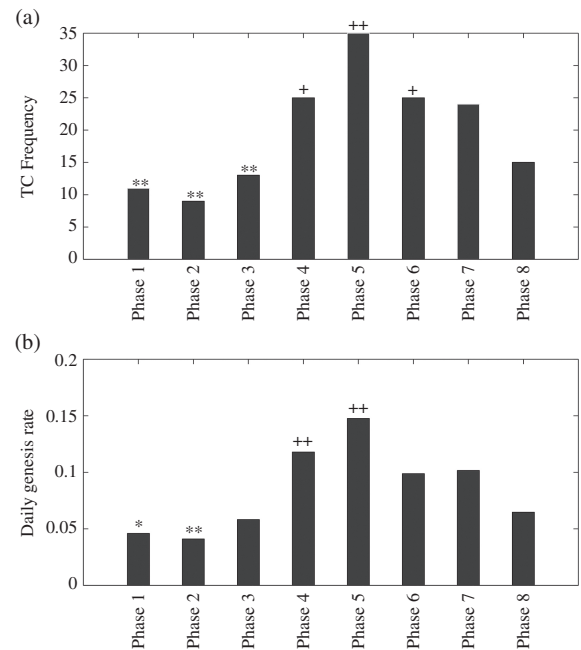 (a)
35
30
25
20
15
10
5
0
TC Frequency
**
**
**
+
++
+
Phase 1
Phase 2
Phase 3
Phase 4
Phase 5
Phase 6
Phase 7
Phase 8
(b)
0.2
0.15
0.1
0.05
0
Daily genesis rate
*
**
++
++
Phase 1
Phase 2
Phase 3
Phase 4
Phase 5
Phase 6
Phase 7
Phase 8